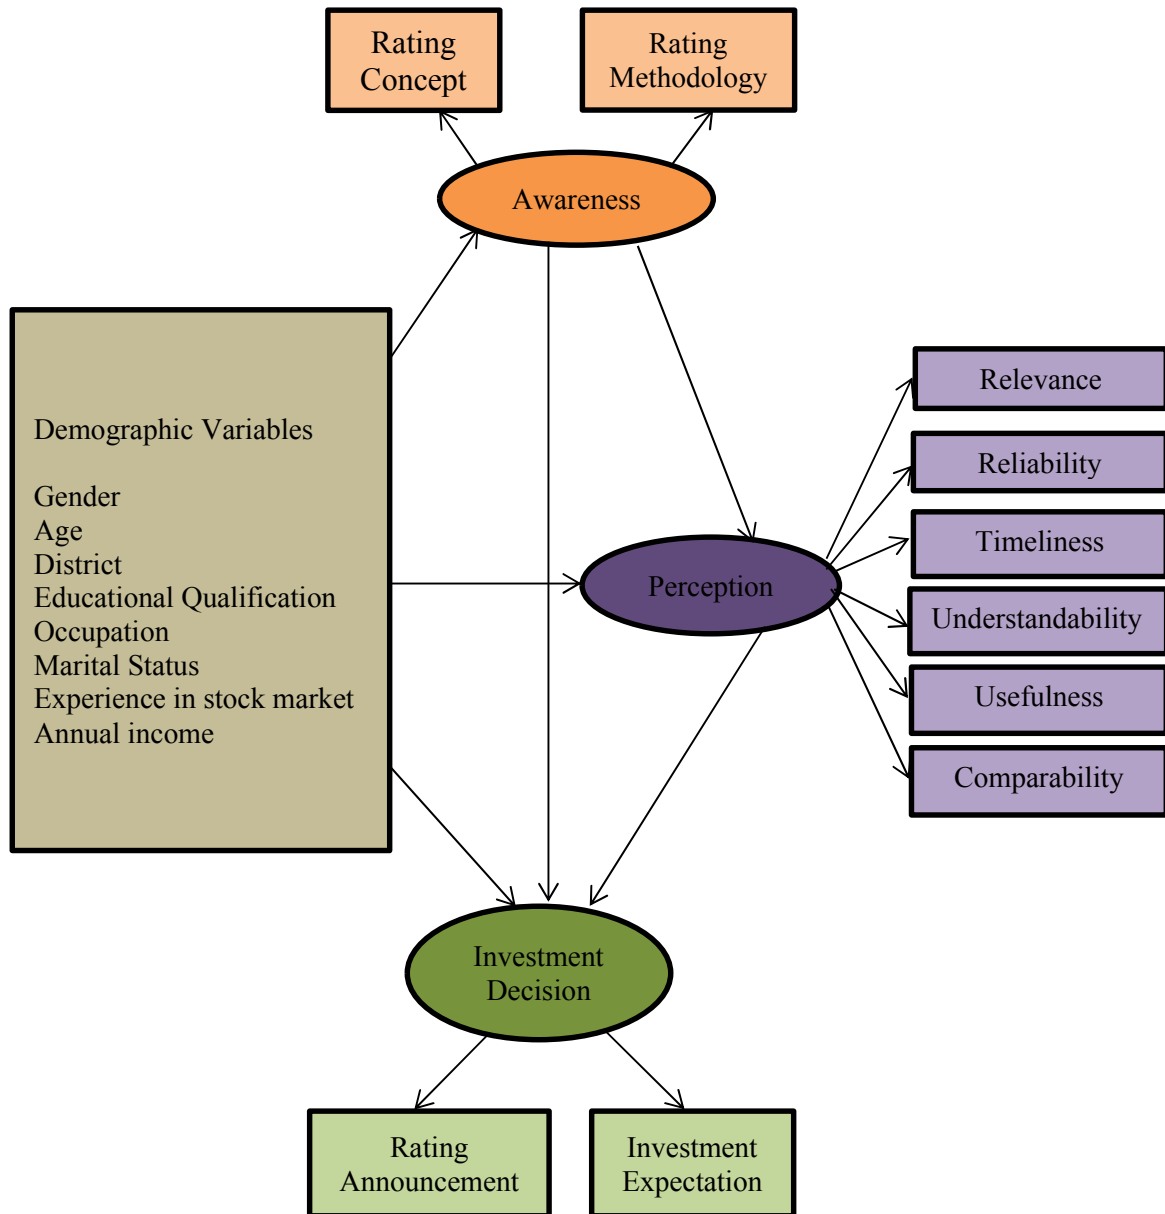 Rating
Concept
Rating
Methodology
Awareness
Demographic Variables
Gender
Age
District
Educational Qualification
Occupation
Marital Status
Experience in stock market
Annual income
Perception
Relevance
Reliability
Timeliness
Understandability
Usefulness
Comparability
Investment
Decision
Rating
Announcement
Investment
Expectation